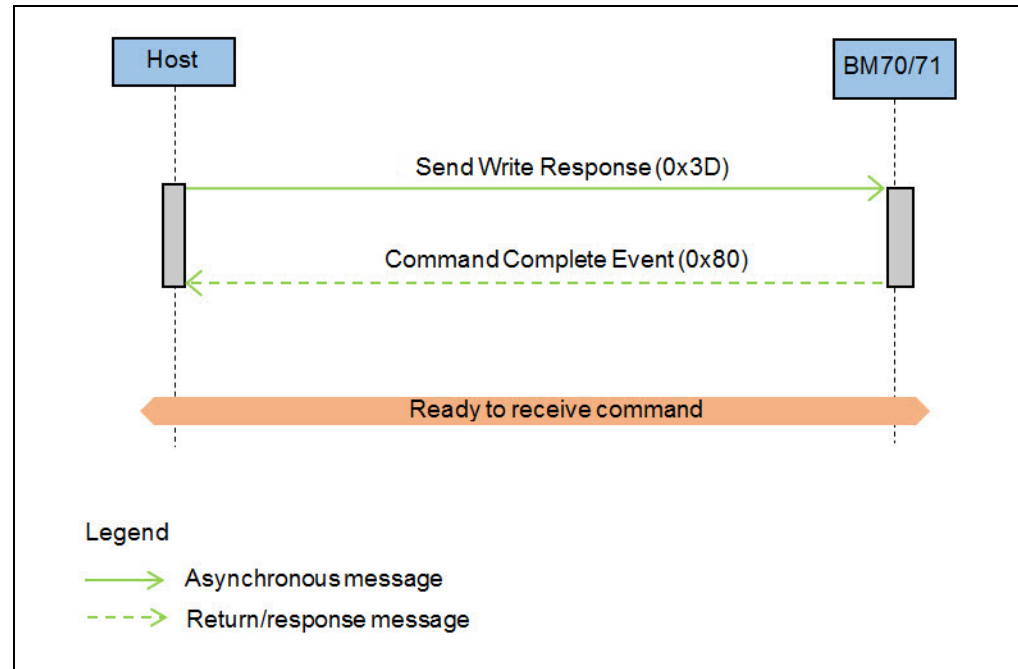 Host
BM70/71
Send Write Response (0x3D)
Command Complete Event (0x80)
Ready to receive command
Legend
Asynchronous message
Return/response message